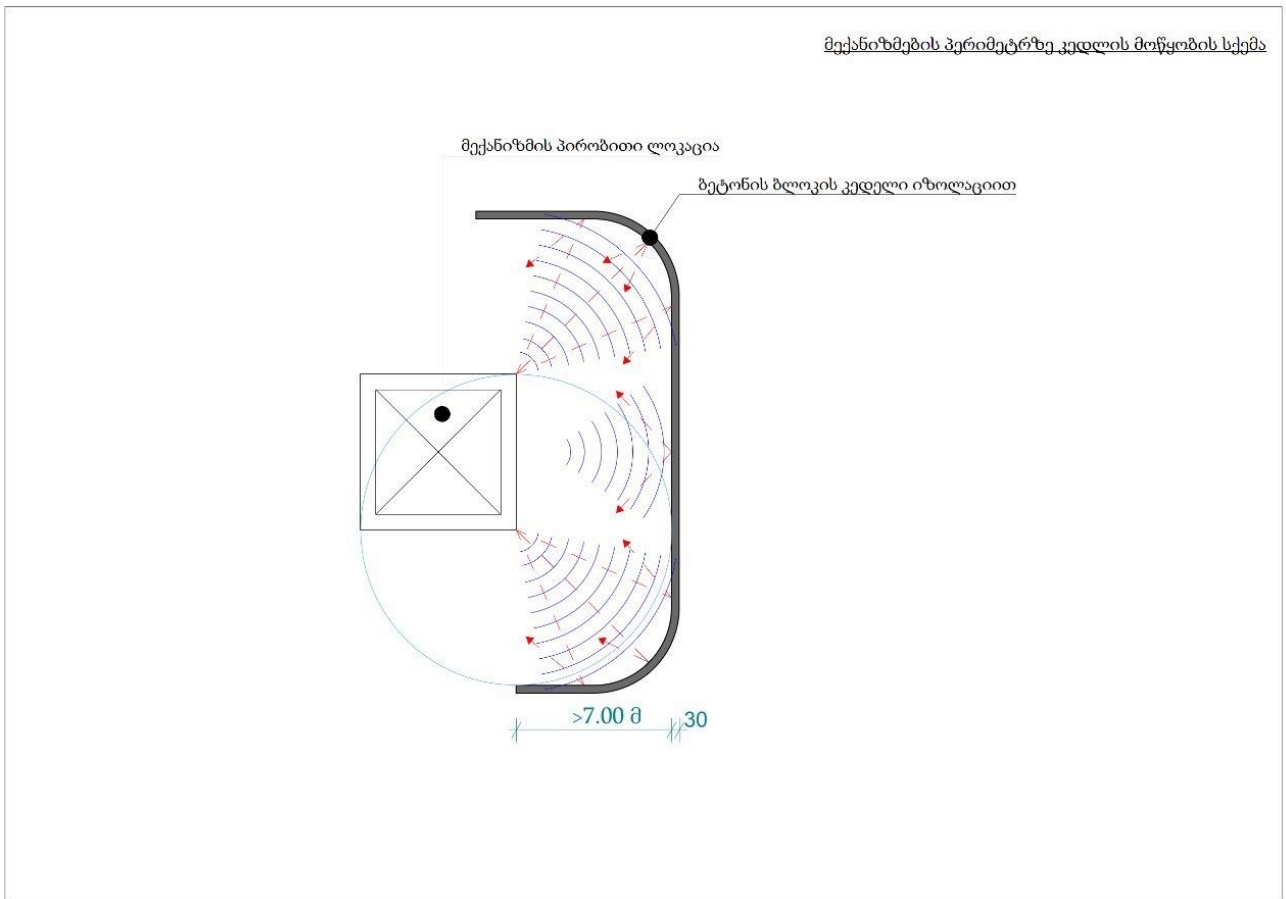 მექანიზმების პერიმეტრზე კედლის მოწყობის სქემა
მექანიზმის პირობითი ლოკაცია
ბეტონის ბლოკის კედელი იზოლაციით
>7.00 მ
30